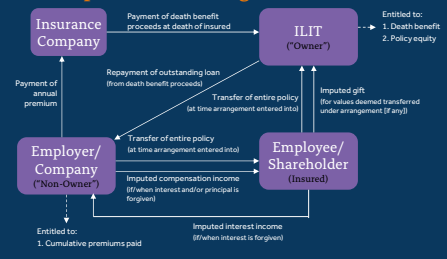 Insurance
Company
Payment of death benefit
proceeds at death of insured
ILIT
("Owner")
Entitled to:
1. Death benefit
2. Policy equity
Payment of
annual
premium
Repayment of outstanding loan
(from death benefit proceeds)
Transfer of entire policy
(at time arrangement entered into)
Imputed gift
(for values deemed transferred
under arrangement [if any])
Employer/
Company
("Non-Owner")
Transfer of entire policy
(at time arrangement entered into)
Imputed compensation income
(if/when interest and/or principal is
forgiven)
Employee/
Shareholder
(Insured)
Imputed interest income
(if/when interest is forgiven)
Entitled to:
1. Cumulative premiums paid